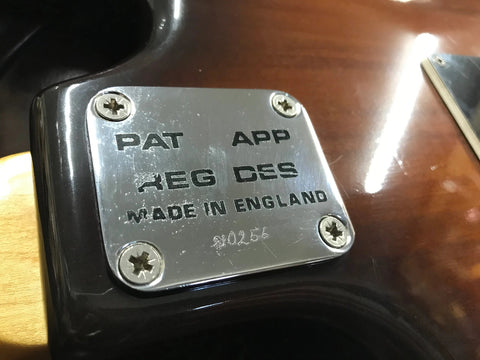 PAT APP
REG DES
MADE IN ENGLAND